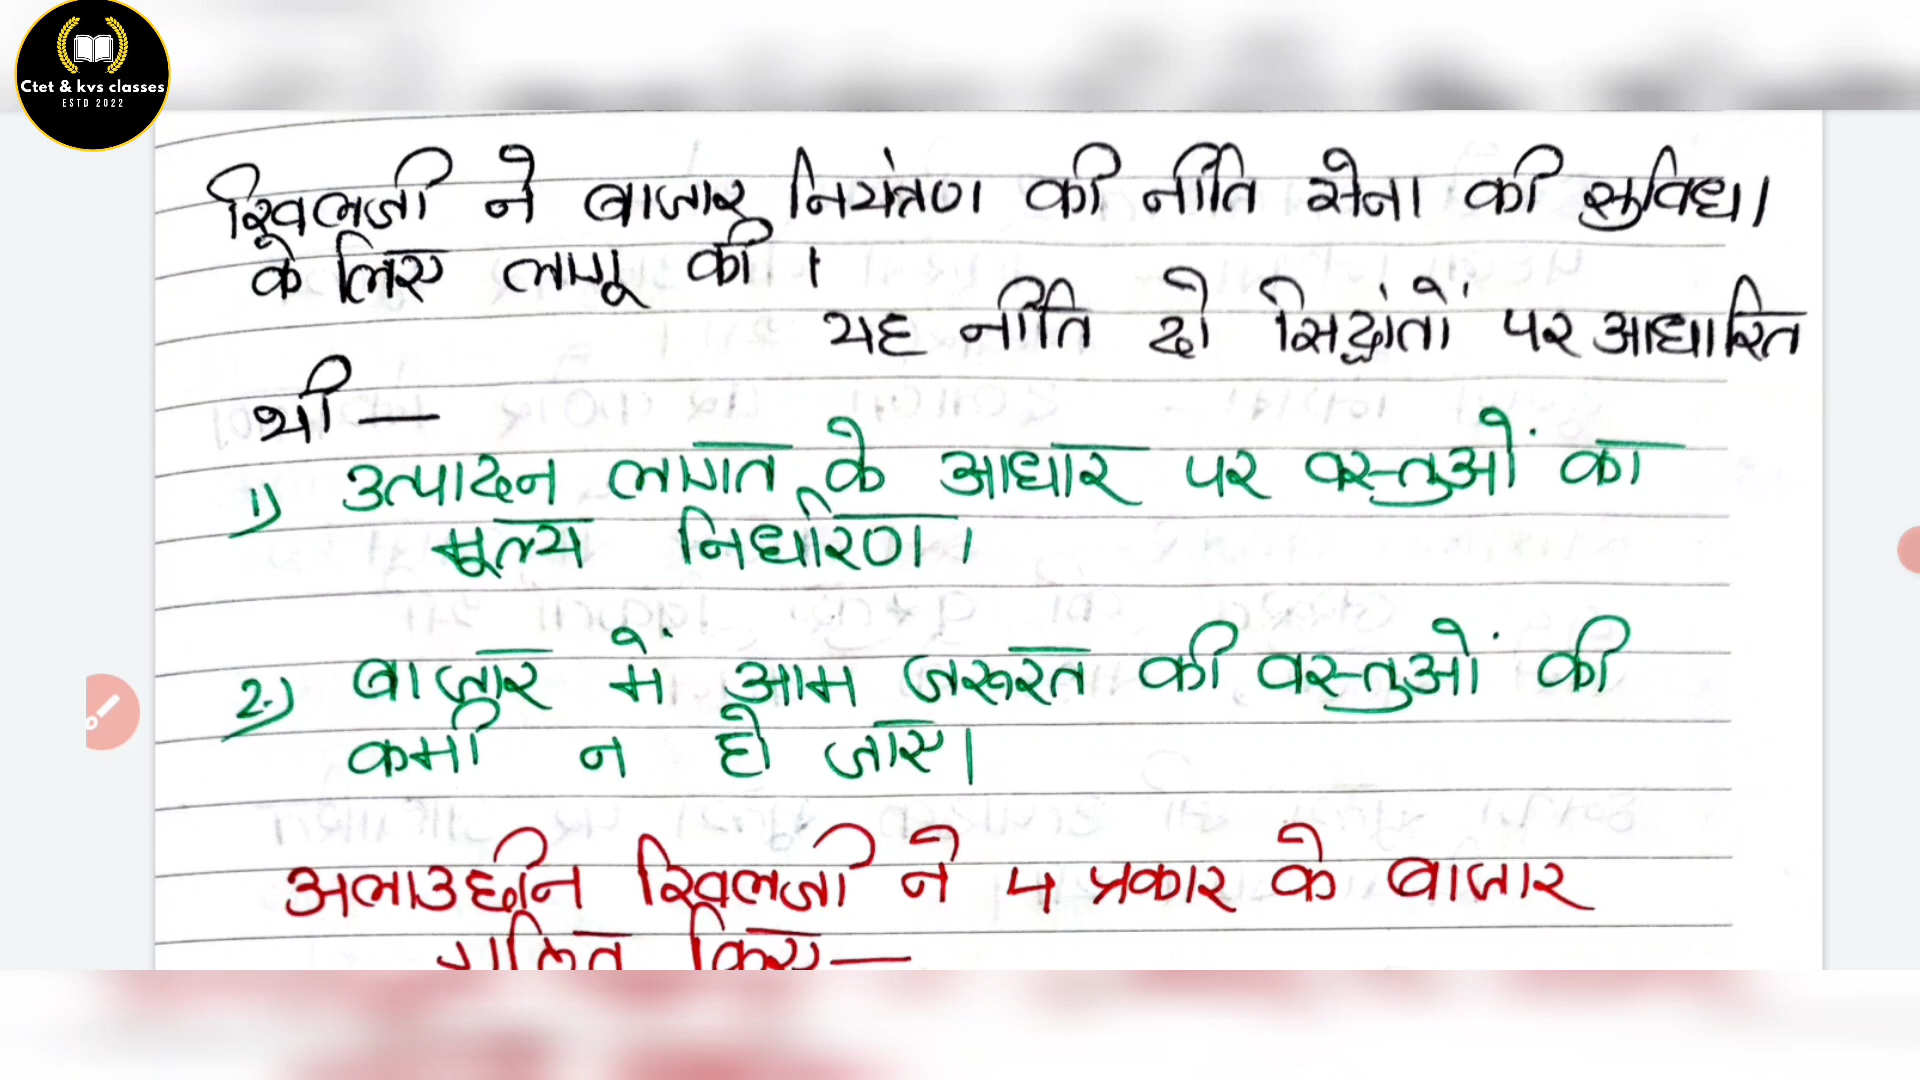 Ctet & kvs classes
ESTD 2022
खिलजी ने बाजार नियंत्रण की नीति सेना की सुविधा
के लिए लागू की ।
यह नीति दो सिद्धांतों पर आधारित
थी —
1) उत्पादन लागत के आधार पर वस्तुओं का
मूल्य निर्धारण ।
2.) बाजार में आम जरूरत की वस्तुओं की
कमी न हो जाए ।
अलाउद्दीन खिलजी ने 4 प्रकार के बाजार
गठित किए —